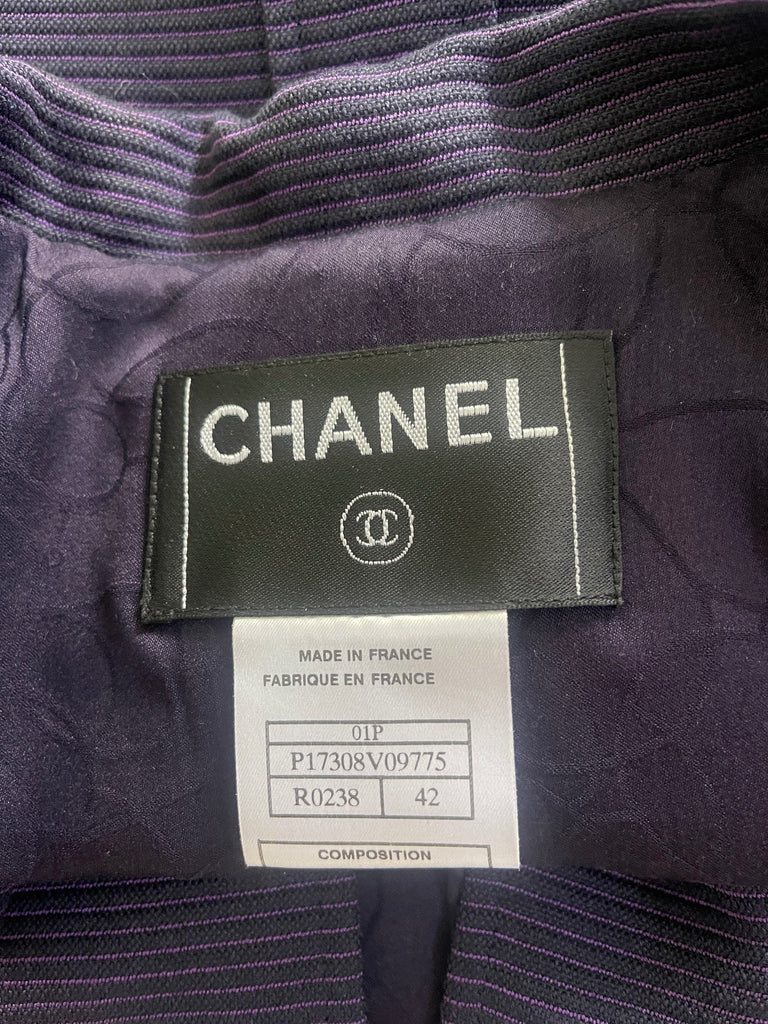 CHANEL
MADE IN FRANCE
FABRIQUE EN FRANCE
01P
P17308V09775
R0238 42
COMPOSITION